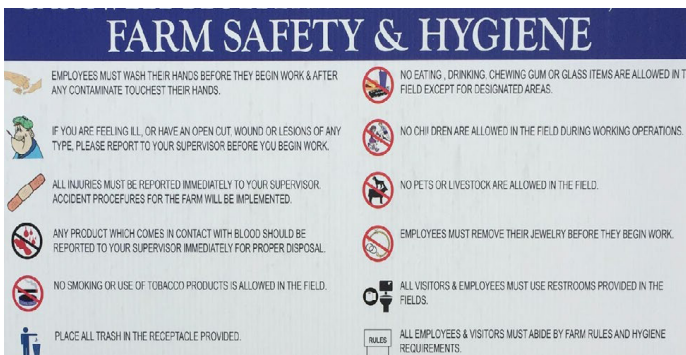 FARM SAFETY & HYGIENE
EMPLOYEES MUST WASH THEIR HANDS BEFORE THEY BEGIN WORK & AFTER
ANY CONTAMINATE TOUCHEST THEIR HANDS.
IF YOU ARE FEELING ILL, OR HAVE AN OPEN CUT, WOUND OR LESIONS OF ANY
TYPE, PLEASE REPORT TO YOUR SUPERVISOR BEFORE YOU BEGIN WORK.
ALL INJURIES MUST BE REPORTED IMMEDIATELY TO YOUR SUPERVISOR.
ACCIDENT PROCEFURES FOR THE FARM WILL BE IMPLEMENTED.
ANY PRODUCT WHICH COMES IN CONTACT WITH BLOOD SHOULD BE
REPORTED TO YOUR SUPERVISOR IMMEDIATELY FOR PROPER DISPOSAL.
NO SMOKING OR USE OF TOBACCO PRODUCTS IS ALLOWED IN THE FIELD.
PLACE ALL TRASH IN THE RECEPTACLE PROVIDED.
NO EATING , DRINKING, CHEWING GUM OR GLASS ITEMS ARE ALLOWED IN
FIELD EXCEPT FOR DESIGNATED AREAS.
NO CHILDREN ARE ALLOWED IN THE FIELD DURING WORKING OPERATIONS.
NO PETS OR LIVESTOCK ARE ALLOWED IN THE FIELD.
EMPLOYEES MUST REMOVE THEIR JEWELRY BEFORE THEY BEGIN WORK.
ALL VISITORS & EMPLOYEES MUST USE RESTROOMS PROVIDED IN THE
FIELDS.
RULES
ALL EMPLOYEES & VISITORS MUST ABIDE BY FARM RULES AND HYGIENE
REQUIREMENTS.